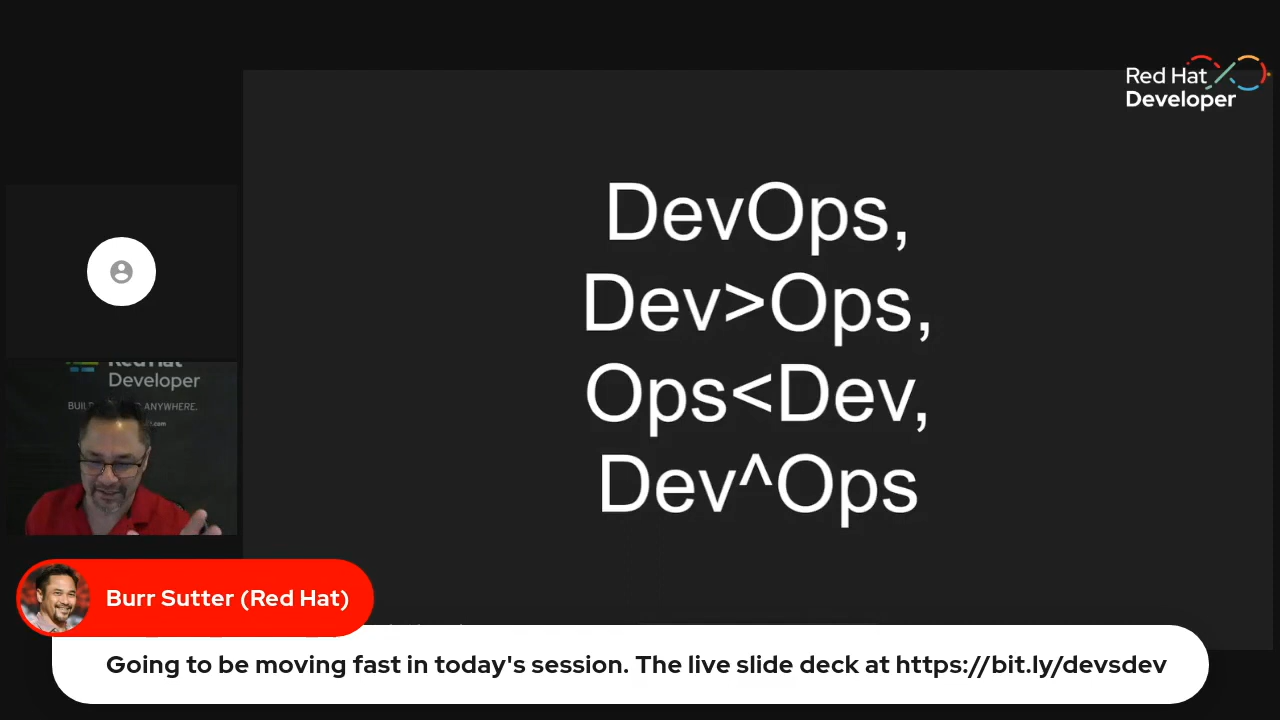 Red Hat
Developer
DevOps,
Dev>Ops,
Ops<Dev,
Dev^Ops
Red Hat
Developer
Burr Sutter (Red Hat)
Going to be moving fast in today's session. The live slide deck at https://bit.ly/devsdev